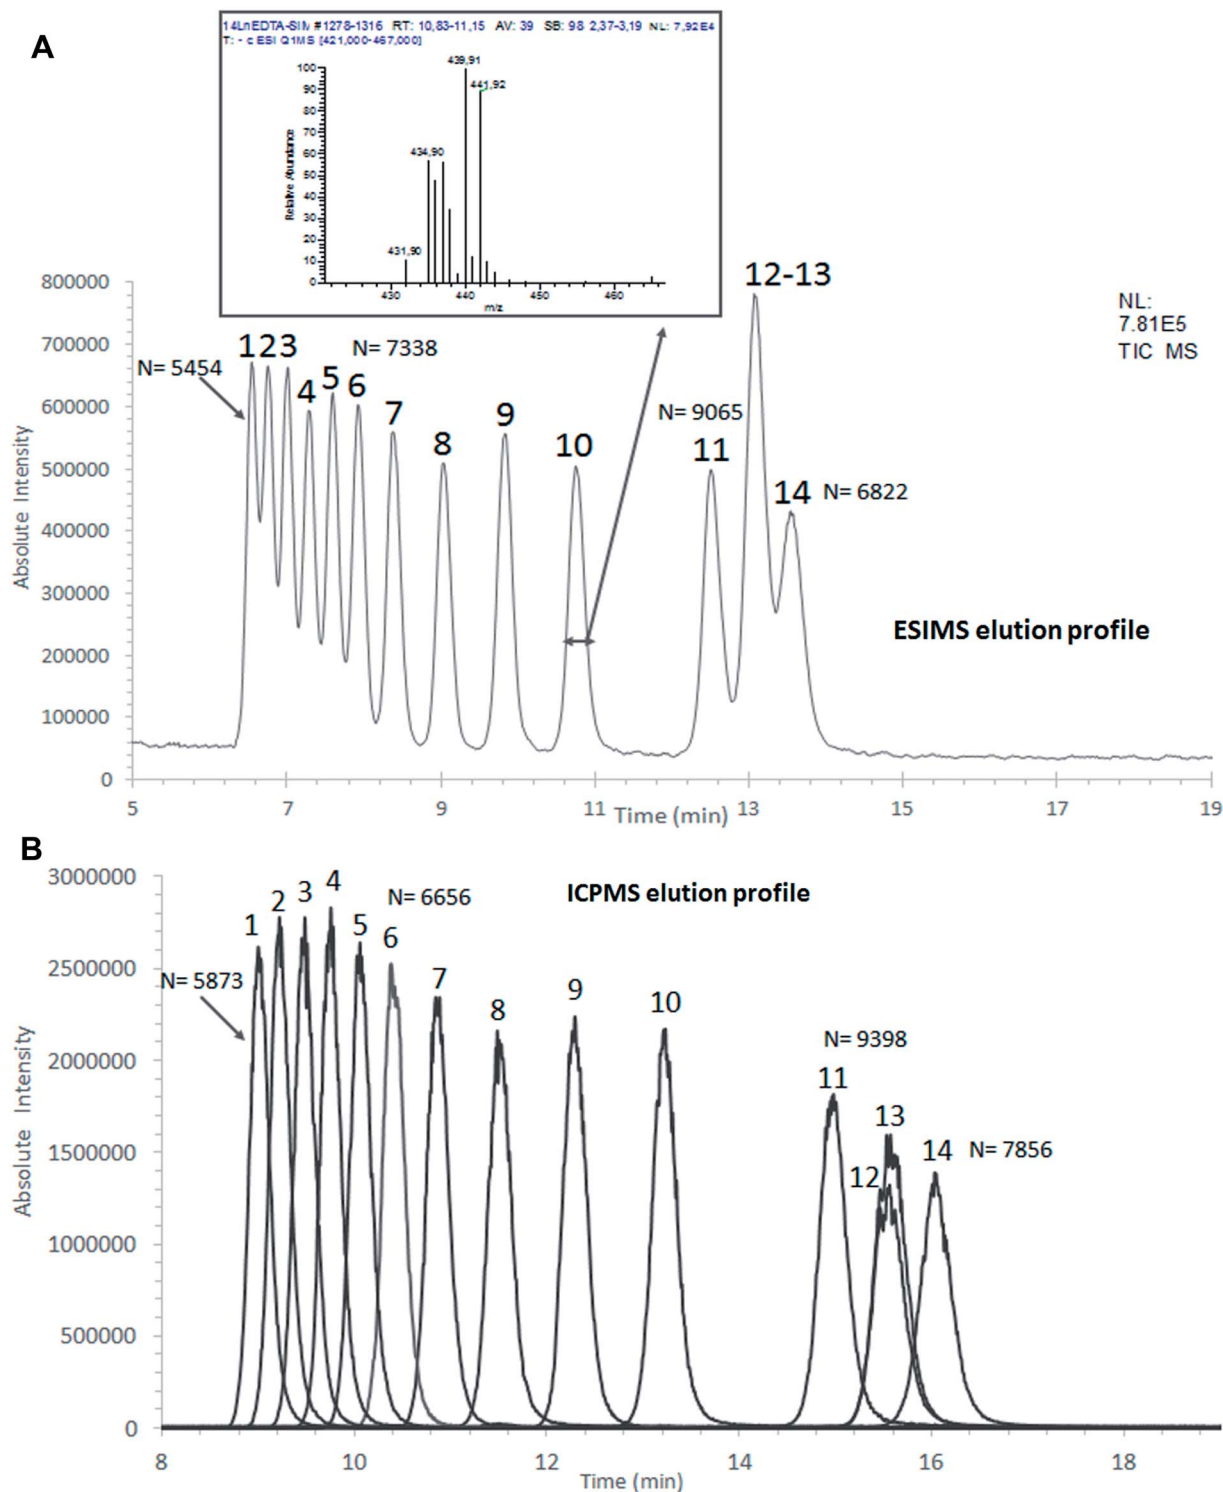 A
14LnEDTA-SIM #1278-1316 RT: 10,83-11,15 AV: 39 SB: 98 2,37-3,19 NL: 7,92E4
T: - c ESI Q1MS [421,000-467,000]
439,91
441,92
434,90
431,90
100
90
80
70
60
50
40
30
20
10
0
Relative Abundance
430 440 450 460
m/z
800000
700000
600000
500000
400000
300000
200000
100000
0
Absolute Intensity
N= 5454
123
4
5
6
N= 7338
7
8
9
10
N= 9065
11
12-13
14
N= 6822
NL:
7.81E5
TIC MS
ESIMS elution profile
5 7 9 11 13 15 17 19
Time (min)
B
3000000
2500000
2000000
1500000
1000000
500000
0
Absolute Intensity
N= 5873
1
2
3
4
5
6
N= 6656
ICPMS elution profile
7
8
9
10
N= 9398
11
12
13
14
N= 7856
8 10 12 14 16 18
Time (min)